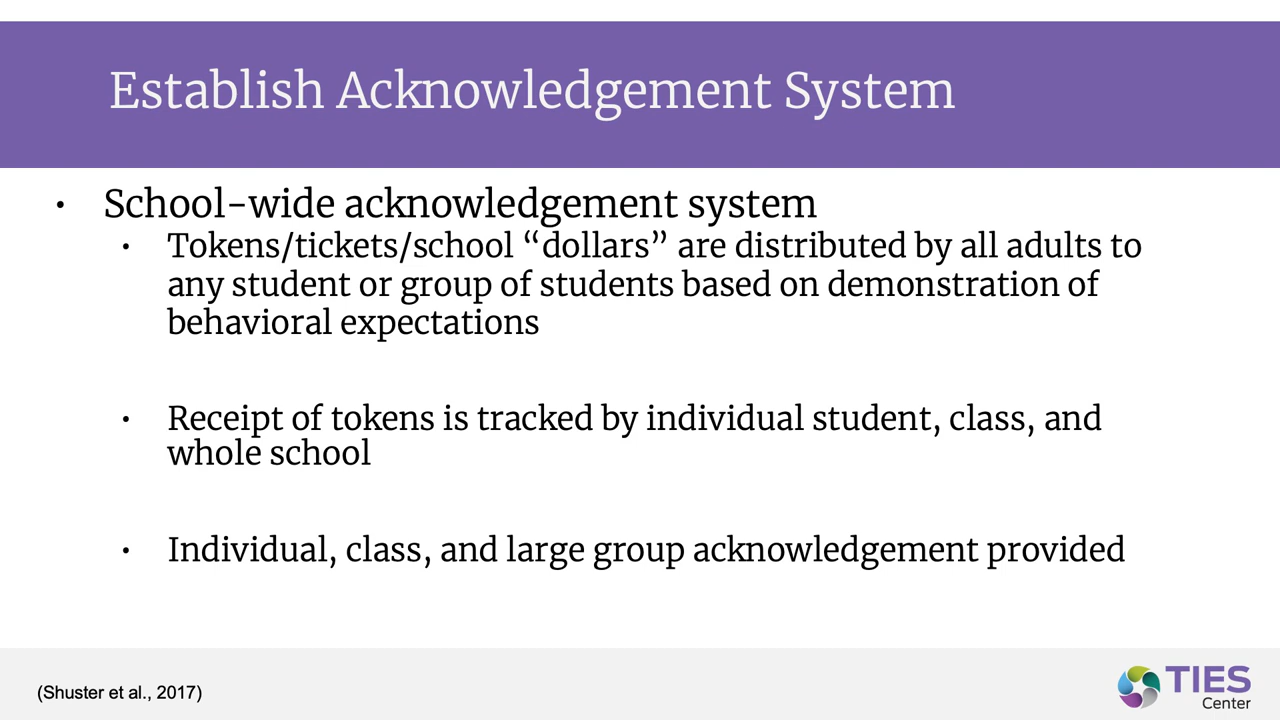 Establish Acknowledgement System
• School-wide acknowledgement system
• Tokens/tickets/school “dollars” are distributed by all adults to
any student or group of students based on demonstration of
behavioral expectations
• Receipt of tokens is tracked by individual student, class, and
whole school
• Individual, class, and large group acknowledgement provided
(Shuster et al., 2017)
TIES
Center